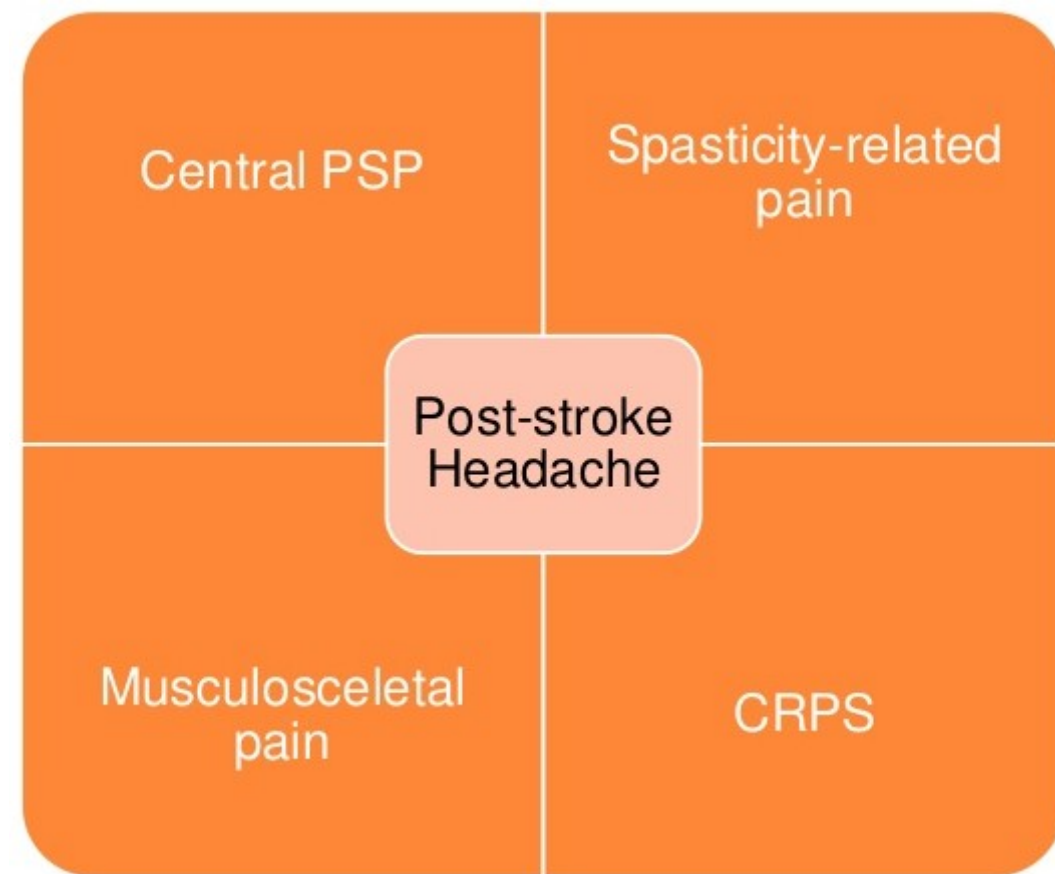 Central PSP
Spasticity-related
pain
Post-stroke
Headache
Musculosceletal
pain
CRPS